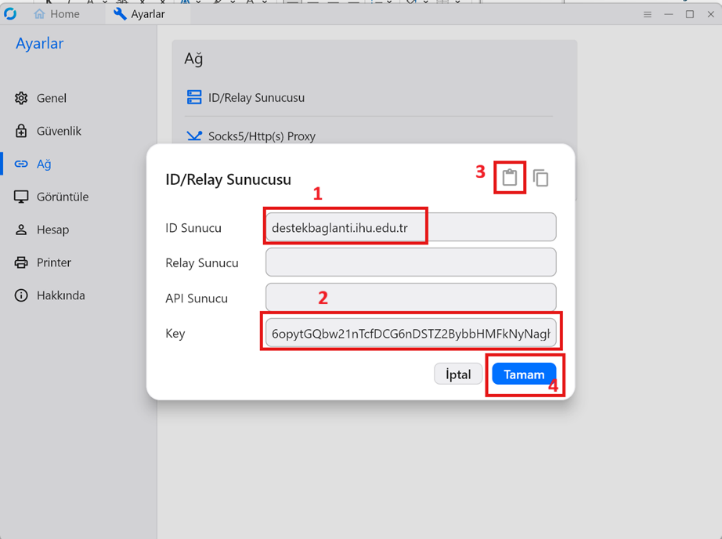 Home
Ayarlar
Ayarlar
Genel
Güvenlik
Ağ
Görüntüle
Hesap
Printer
Hakkında
Ağ
ID/Relay Sunucusu
Socks5/Http(s) Proxy
ID/Relay Sunucusu
3
1
ID Sunucu
destekbaglanti.ihu.edu.tr
Relay Sunucu
API Sunucu
2
Key
6opytGQbw21nTcfDCG6nDSTZ2BybbHMFkNyNagh
İptal
Tamam
4